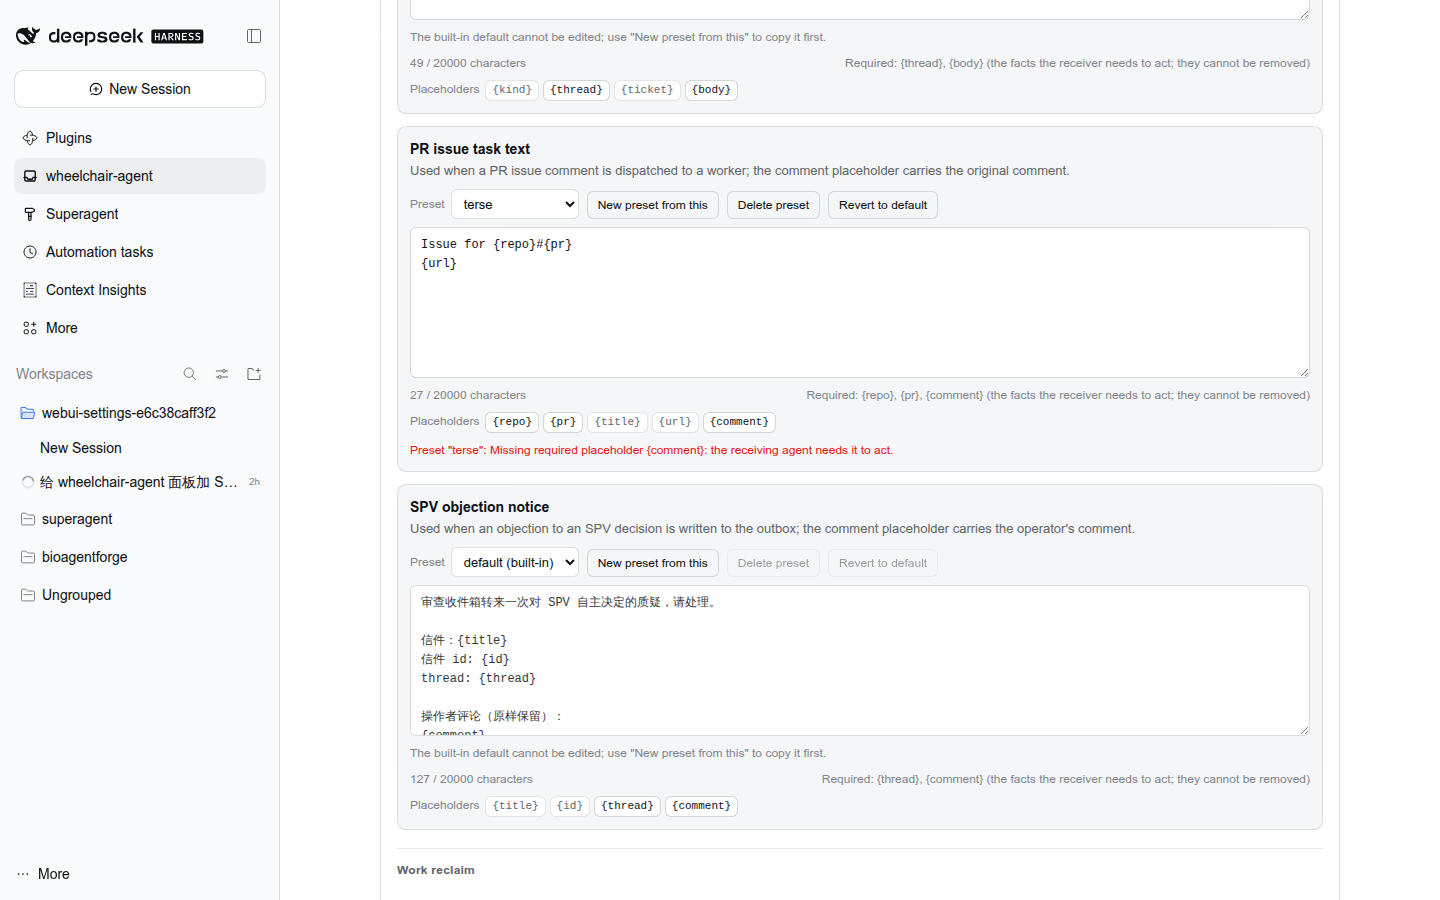 deepseek HARNESS
New Session
Plugins
wheelchair-agent
Superagent
Automation tasks
Context Insights
More
Workspaces
webui-settings-e6c38caff3f2
New Session
给 wheelchair-agent 面板加 S... 2h
superagent
bioagentforge
Ungrouped
More
The built-in default cannot be edited; use "New preset from this" to copy it first.
49 / 20000 characters Required: {thread}, {body} (the facts the receiver needs to act; they cannot be removed)
Placeholders {kind} {thread} {ticket} {body}
PR issue task text
Used when a PR issue comment is dispatched to a worker; the comment placeholder carries the original comment.
Preset terse New preset from this Delete preset Revert to default
Issue for {repo}#{pr}
{url}
27 / 20000 characters Required: {repo}, {pr}, {comment} (the facts the receiver needs to act; they cannot be removed)
Placeholders {repo} {pr} {title} {url} {comment}
Preset "terse": Missing required placeholder {comment}: the receiving agent needs it to act.
SPV objection notice
Used when an objection to an SPV decision is written to the outbox; the comment placeholder carries the operator's comment.
Preset default (built-in) New preset from this Delete preset Revert to default
审查收件箱转来一次对 SPV 自主决定的质疑，请处理。
信件：{title}
信件 id: {id}
thread: {thread}
操作者评论（原样保留）：
{comment}
The built-in default cannot be edited; use "New preset from this" to copy it first.
127 / 20000 characters Required: {thread}, {comment} (the facts the receiver needs to act; they cannot be removed)
Placeholders {title} {id} {thread} {comment}
Work reclaim